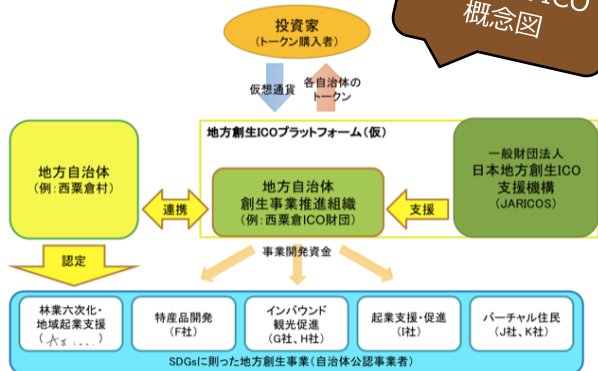 ICO
概念図
投資家
(トークン購入者)
仮想通貨
各自治体の
トークン
地方創生ICOプラットフォーム(仮)
地方自治体
(例:西粟倉村)
連携
地方自治体
創生事業推進組織
(例:西粟倉ICO財団)
支援
一般財団法人
日本地方創生ICO
支援機構
(JARICOS)
認定
事業開発資金
林業六次化・
地域起業支援
特産品開発
(F社)
インバウンド
観光促進
(G社、H社)
起業支援・促進
(I社)
バーチャル住民
(J社、K社)
SDGsに則った地方創生事業(自治体公認事業者)